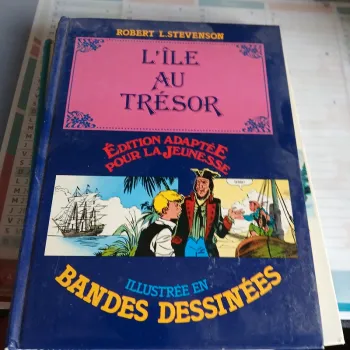 ROBERT L. STEVENSON
L'ÎLE
AU
TRÉSOR
ÉDITION ADAPTÉE
POUR LA JEUNESSE
ILLUSTRÉE EN
BANDES DESSINÉES